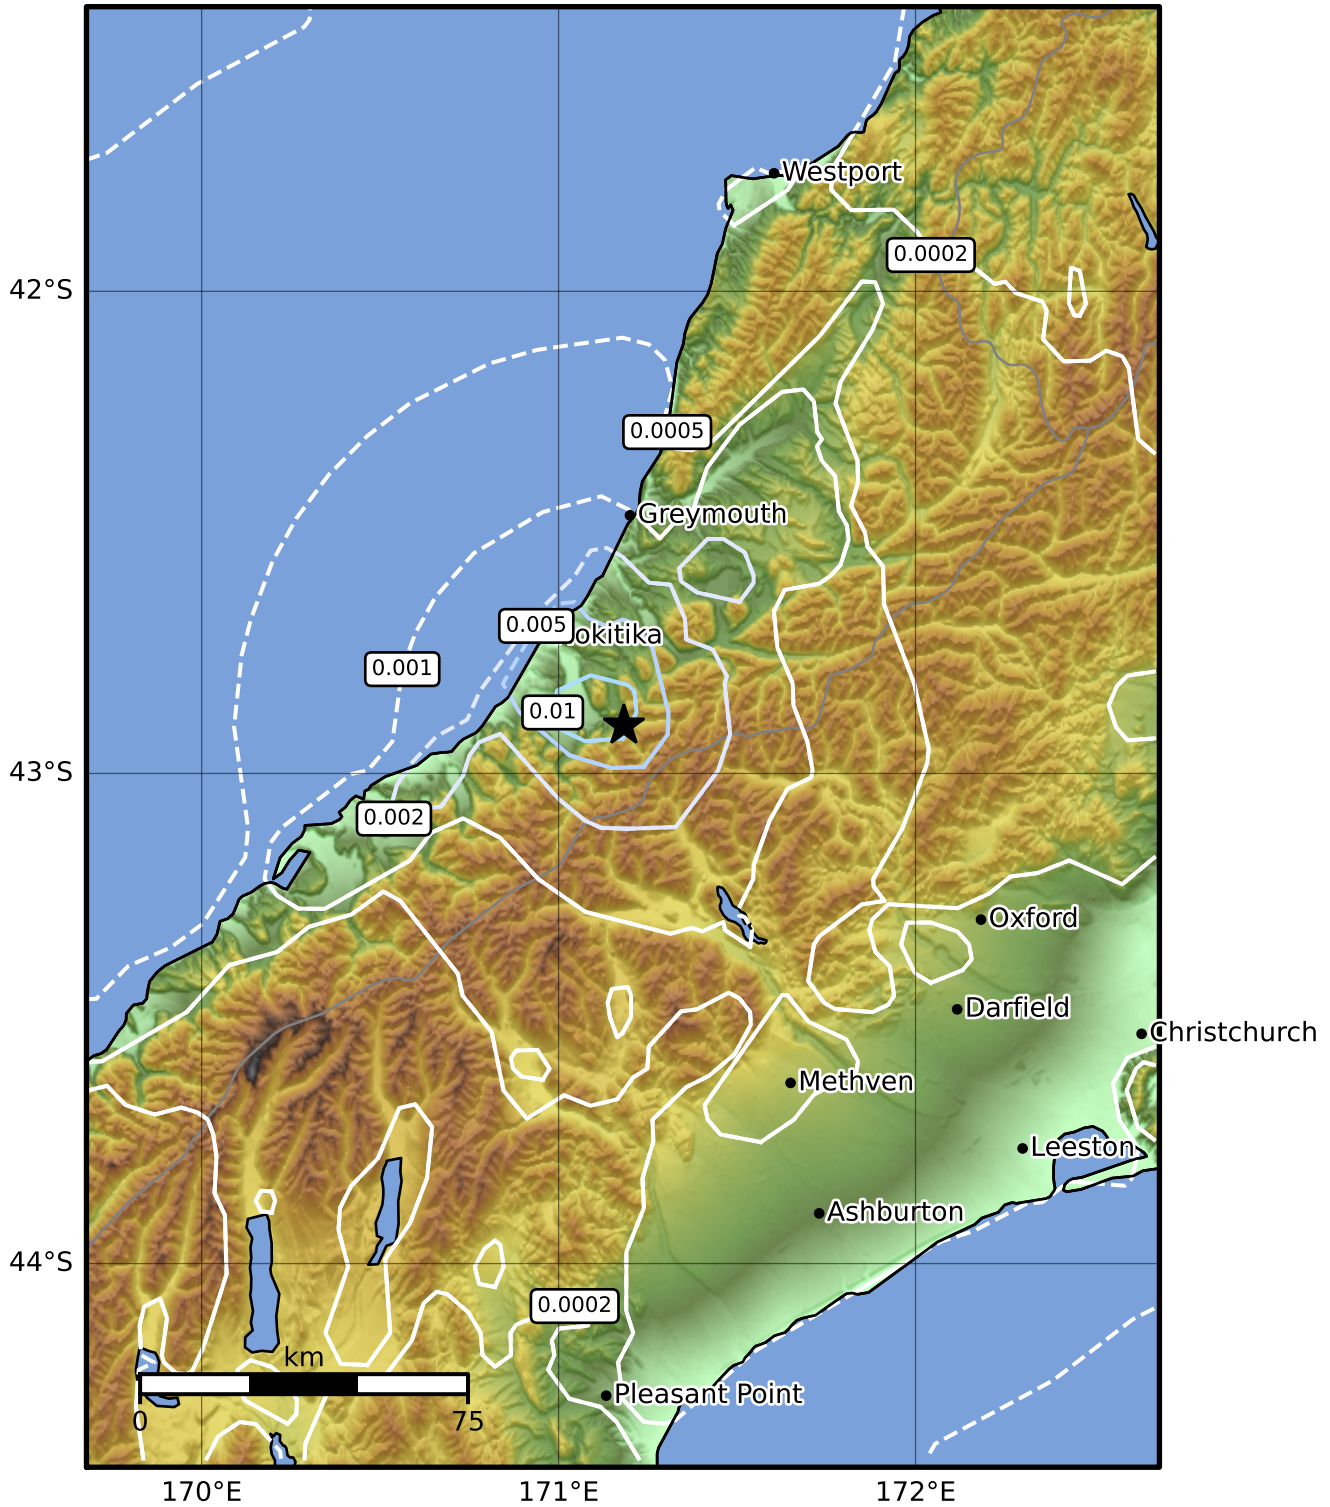 Westport
0.0002
42°S
0.0005
Greymouth
0.005
okitika
0.001
0.01
43°S
0.002
Oxford
Darfield
Christchurch
Methven
Leeston
Ashburton
44°S
0.0002
km
Pleasant Point
0
75
170°E
171°E
172°E